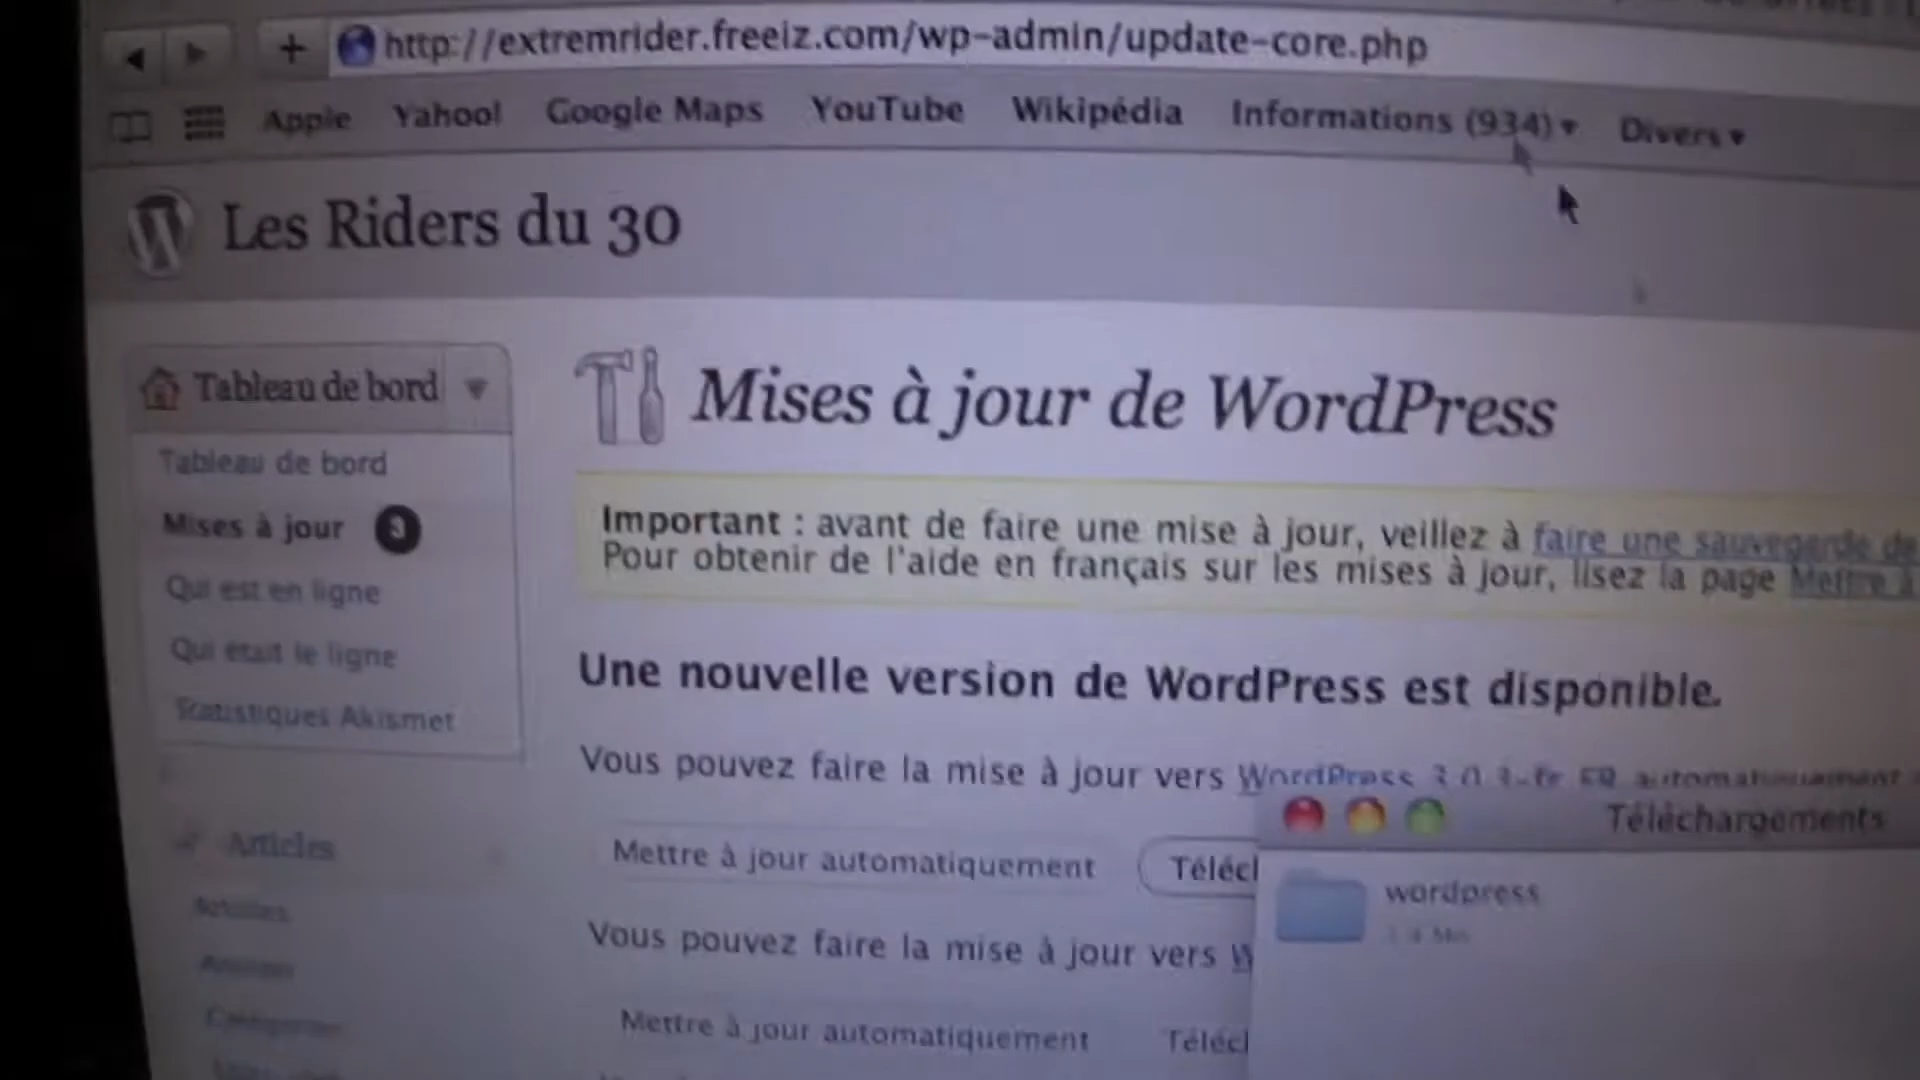 http://extremrider.freeiz.com/wp-admin/update-core.php
Apple Yahoo! Google Maps YouTube Wikipédia Informations (934) Divers
Les Riders du 30
Tableau de bord
Tableau de bord
Mises à jour 3
Qui est en ligne
Qui était le ligne
Statistiques Akismet
Articles
Mises à jour de WordPress
Important : avant de faire une mise à jour, veillez à faire une sauvegarde de
Pour obtenir de l'aide en français sur les mises à jour, lisez la page Mettre à
Une nouvelle version de WordPress est disponible.
Vous pouvez faire la mise à jour vers WordPress automatiquement
Mettre à jour automatiquement Téléc
Vous pouvez faire la mise à jour vers W
Mettre à jour automatiquement Téléc
Téléchargements
wordpress